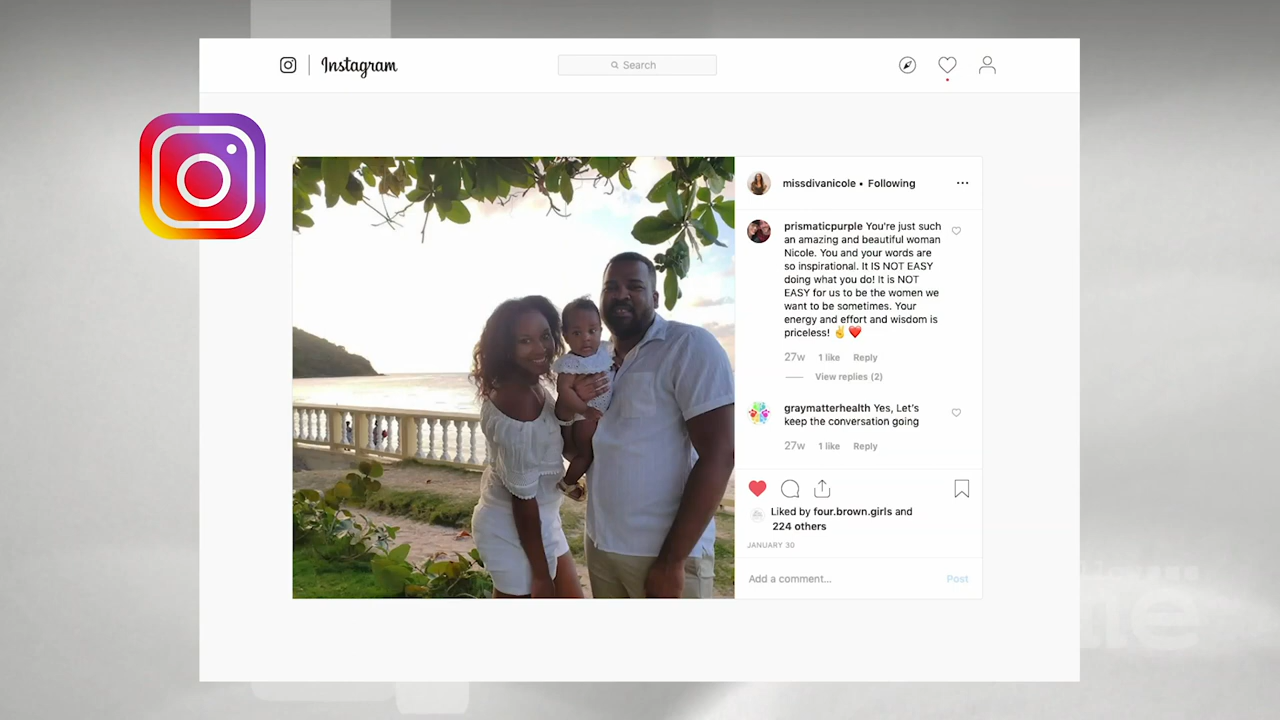 Instagram
Search
missdivanicole • Following
prismaticpurple You're just such
an amazing and beautiful woman
Nicole. You and your words are
so inspirational. It IS NOT EASY
doing what you do! It is NOT
EASY for us to be the women we
want to be sometimes. Your
energy and effort and wisdom is
priceless! ✌️❤️
27w 1 like Reply
View replies (2)
graymatterhealth Yes, Let's
keep the conversation going
27w 1 like Reply
Liked by four.brown.girls and
224 others
JANUARY 30
Add a comment... Post